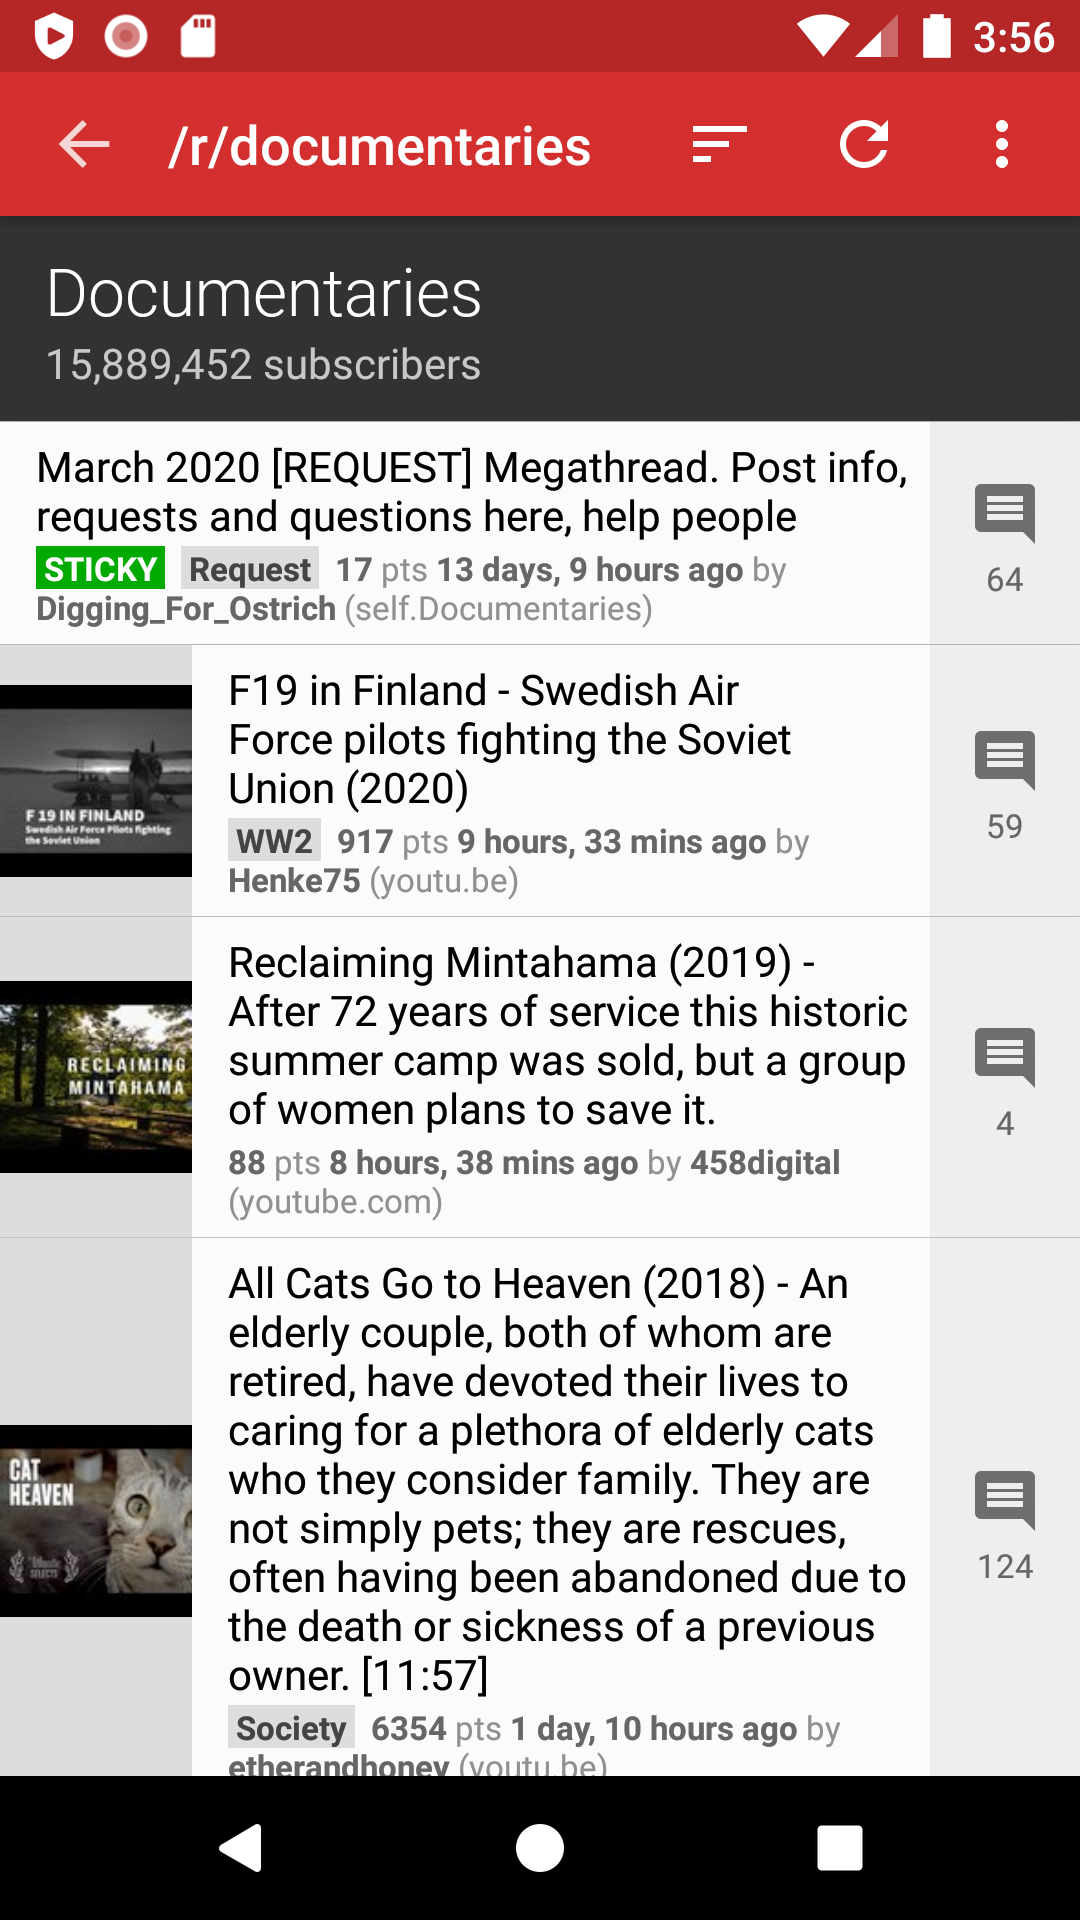 3:56
/r/documentaries
Documentaries
15,889,452 subscribers
March 2020 [REQUEST] Megathread. Post info,
requests and questions here, help people
STICKY Request 17 pts 13 days, 9 hours ago by
Digging_For_Ostrich (self.Documentaries)
64
F 19 IN FINLAND
Swedish Air Force Pilots fighting
the Soviet Union
F19 in Finland - Swedish Air
Force pilots fighting the Soviet
Union (2020)
WW2 917 pts 9 hours, 33 mins ago by
Henke75 (youtu.be)
59
RECLAIMING
MINTAHAMA
Reclaiming Mintahama (2019) -
After 72 years of service this historic
summer camp was sold, but a group
of women plans to save it.
88 pts 8 hours, 38 mins ago by 458digital
(youtube.com)
4
CAT
HEAVEN
All Cats Go to Heaven (2018) - An
elderly couple, both of whom are
retired, have devoted their lives to
caring for a plethora of elderly cats
who they consider family. They are
not simply pets; they are rescues,
often having been abandoned due to
the death or sickness of a previous
owner. [11:57]
Society 6354 pts 1 day, 10 hours ago by
etherandhoney (youtu.be)
124